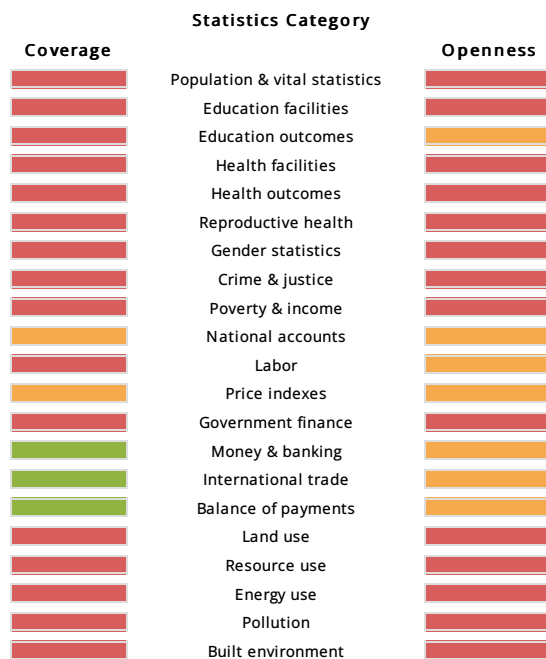 Statistics Category
Coverage Openness
Population & vital statistics
Education facilities
Education outcomes
Health facilities
Health outcomes
Reproductive health
Gender statistics
Crime & justice
Poverty & income
National accounts
Labor
Price indexes
Government finance
Money & banking
International trade
Balance of payments
Land use
Resource use
Energy use
Pollution
Built environment